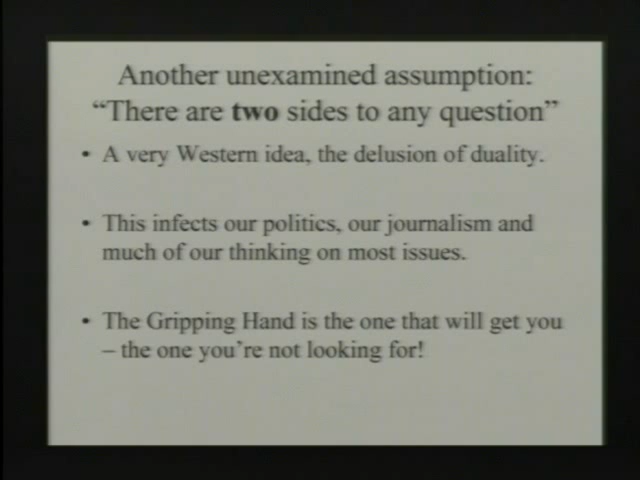 Another unexamined assumption:
“There are two sides to any question”
• A very Western idea, the delusion of duality.
• This infects our politics, our journalism and
much of our thinking on most issues.
• The Gripping Hand is the one that will get you
– the one you’re not looking for!